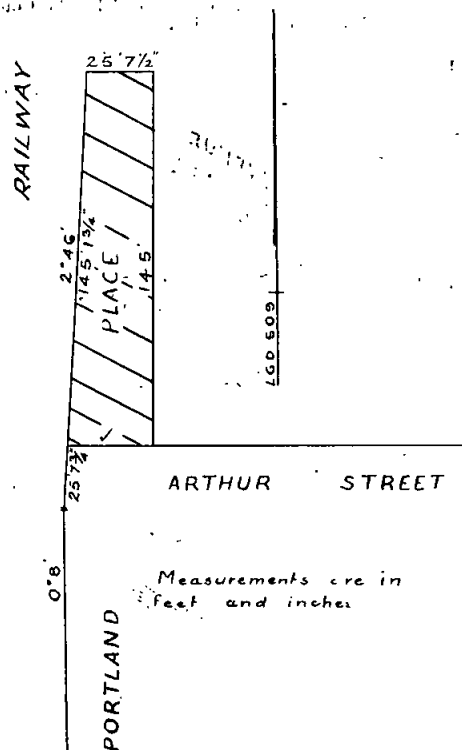 25' 7½"
RAILWAY
2° 46'
145' 1¾"
PLACE
145'
LGD 609
25' 7¾"
ARTHUR STREET
0° 8'
Measurements are in
feet and inches
PORTLAND